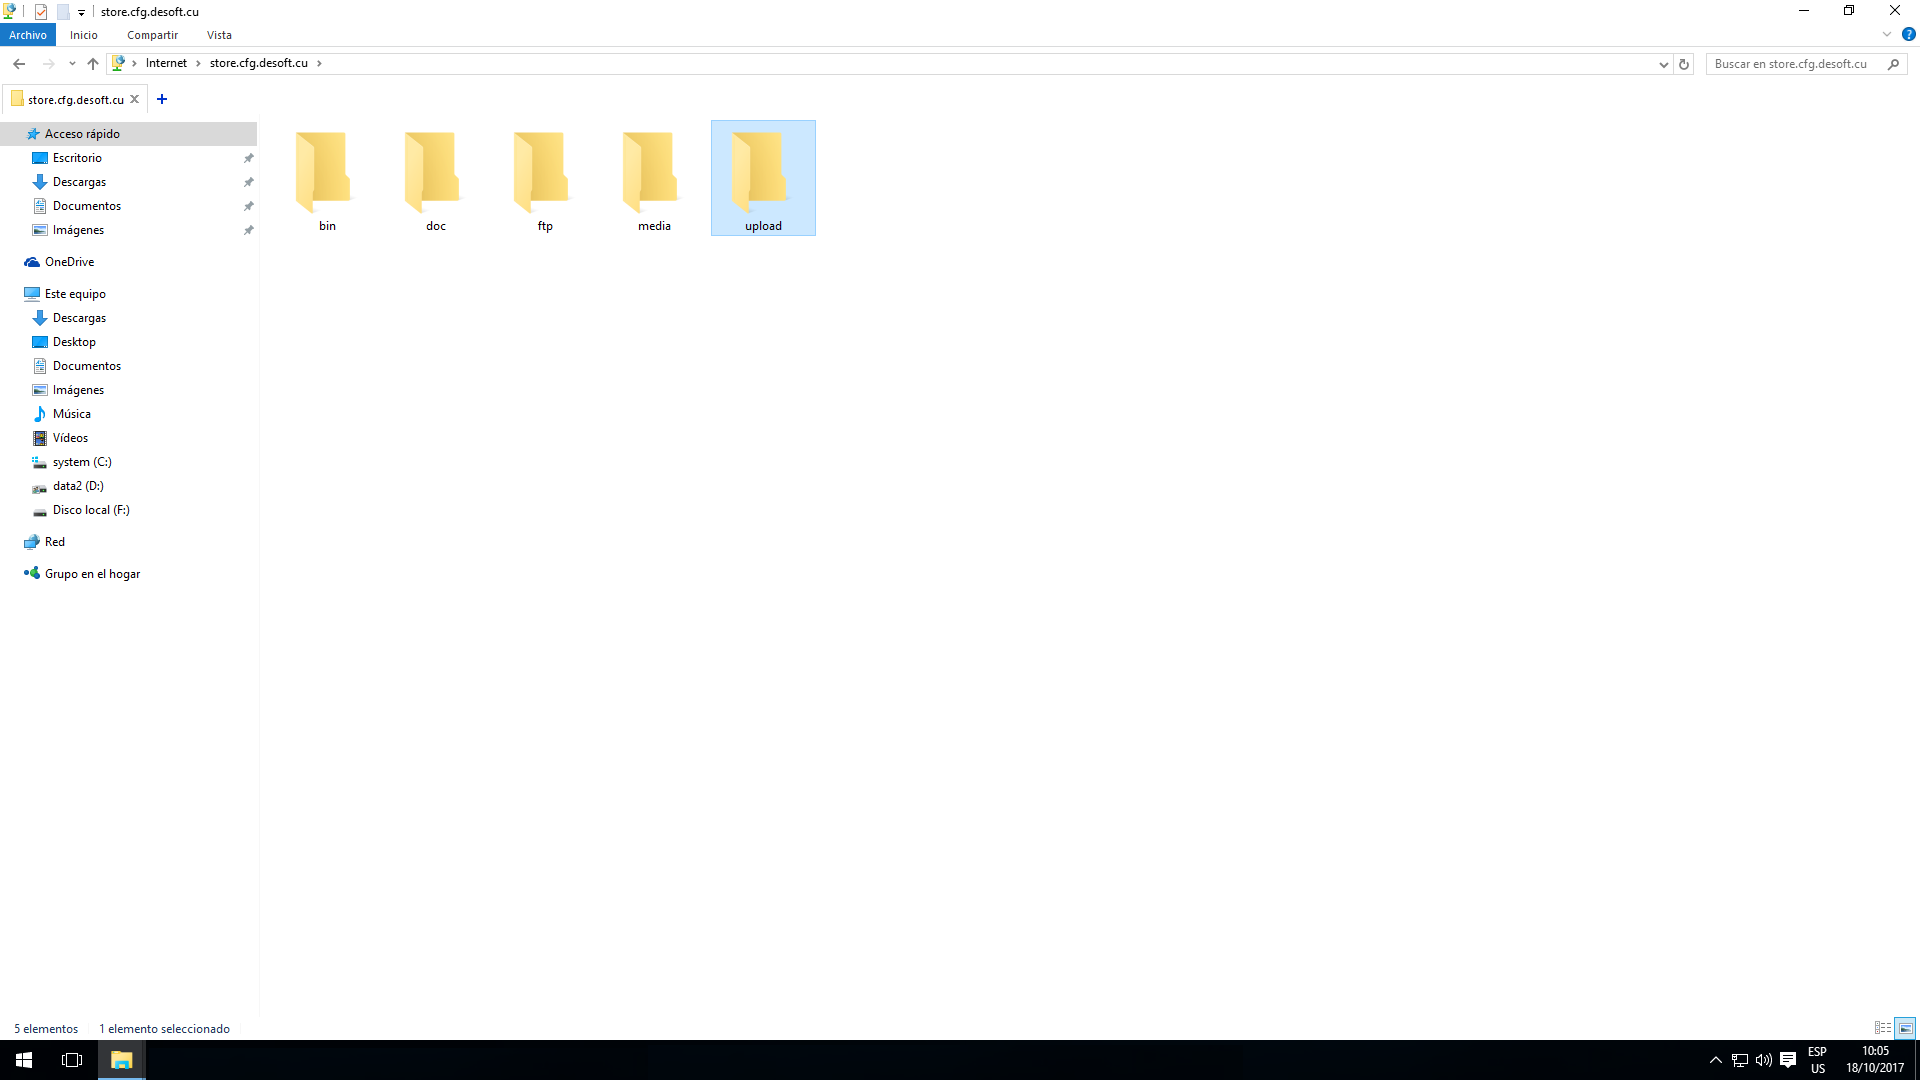 store.cfg.desoft.cu
Archivo Inicio Compartir Vista
Internet store.cfg.desoft.cu Buscar en store.cfg.desoft.cu
store.cfg.desoft.cu
Acceso rápido
Escritorio
Descargas
Documentos
Imágenes
OneDrive
Este equipo
Descargas
Desktop
Documentos
Imágenes
Música
Vídeos
system (C:)
data2 (D:)
Disco local (F:)
Red
Grupo en el hogar
bin doc ftp media upload
5 elementos 1 elemento seleccionado
ESP
US
10:05
18/10/2017